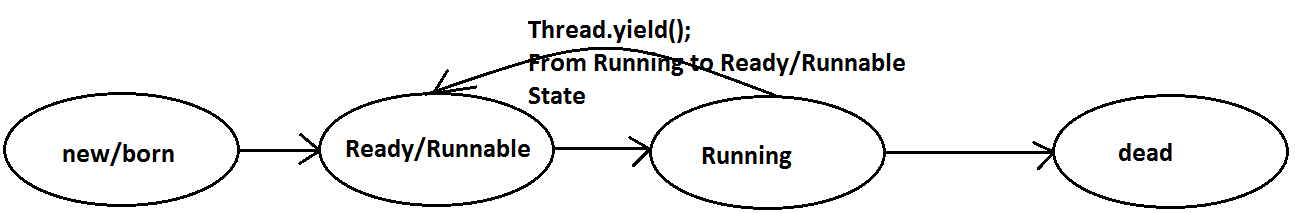 Thread.yield();
From Running to Ready/Runnable
State
new/born
Ready/Runnable
Running
dead